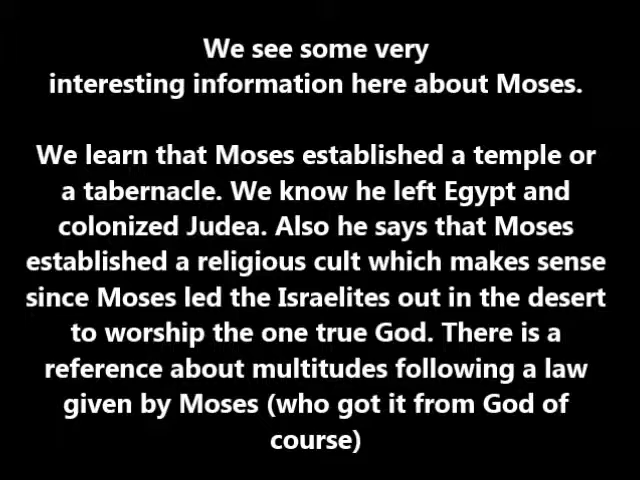 We see some very
interesting information here about Moses.
We learn that Moses established a temple or
a tabernacle. We know he left Egypt and
colonized Judea. Also he says that Moses
established a religious cult which makes sense
since Moses led the Israelites out in the desert
to worship the one true God. There is a
reference about multitudes following a law
given by Moses (who got it from God of
course)